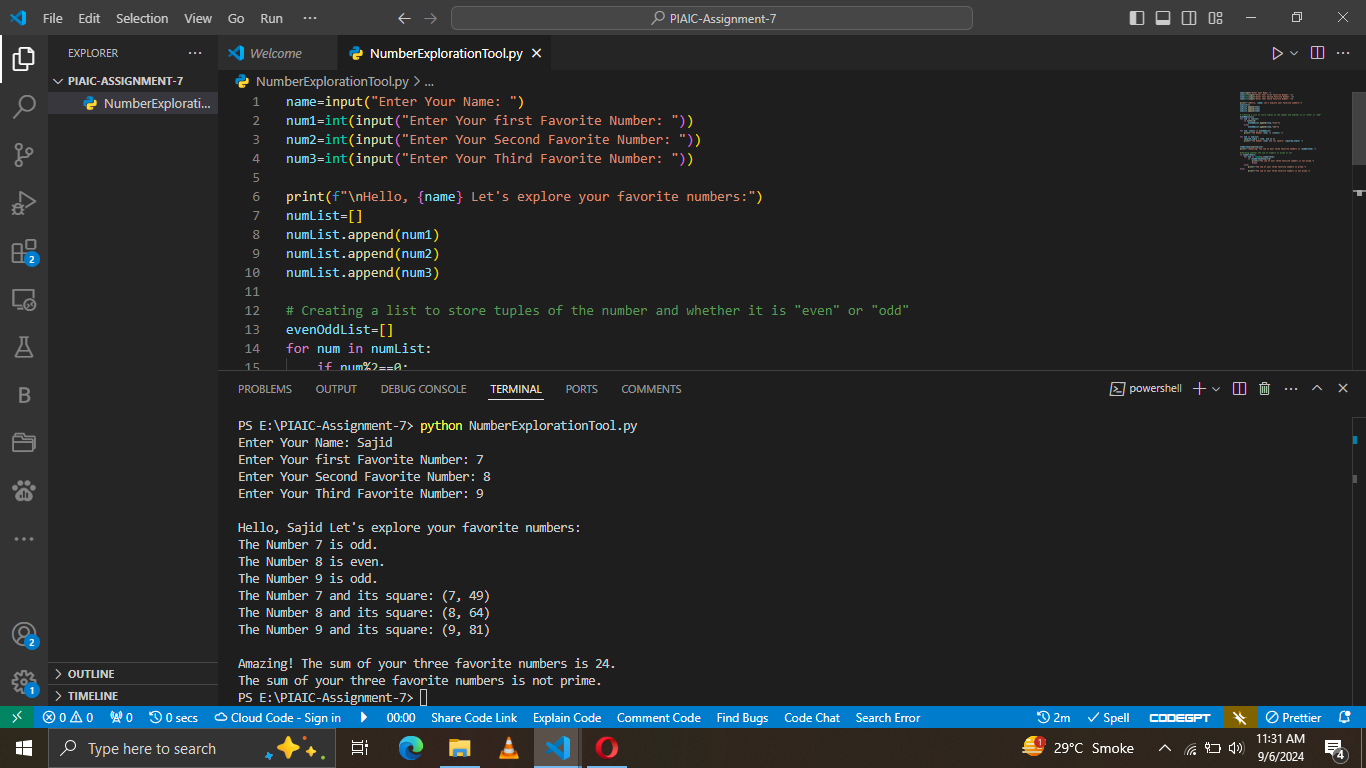 File Edit Selection View Go Run ··· PIAIC-Assignment-7
EXPLORER ···
PIAIC-ASSIGNMENT-7
NumberExplorati...
OUTLINE
TIMELINE
Welcome NumberExplorationTool.py
NumberExplorationTool.py > ...
1 name=input("Enter Your Name: ")
2 num1=int(input("Enter Your first Favorite Number: "))
3 num2=int(input("Enter Your Second Favorite Number: "))
4 num3=int(input("Enter Your Third Favorite Number: "))
5
6 print(f"\nHello, {name} Let's explore your favorite numbers:")
7 numList=[]
8 numList.append(num1)
9 numList.append(num2)
10 numList.append(num3)
11
12 # Creating a list to store tuples of the number and whether it is "even" or "odd"
13 evenOddList=[]
14 for num in numList:
15 if num%2==0:
PROBLEMS OUTPUT DEBUG CONSOLE TERMINAL PORTS COMMENTS powershell
PS E:\PIAIC-Assignment-7> python NumberExplorationTool.py
Enter Your Name: Sajid
Enter Your first Favorite Number: 7
Enter Your Second Favorite Number: 8
Enter Your Third Favorite Number: 9
Hello, Sajid Let's explore your favorite numbers:
The Number 7 is odd.
The Number 8 is even.
The Number 9 is odd.
The Number 7 and its square: (7, 49)
The Number 8 and its square: (8, 64)
The Number 9 and its square: (9, 81)
Amazing! The sum of your three favorite numbers is 24.
The sum of your three favorite numbers is not prime.
PS E:\PIAIC-Assignment-7>
2
B
2
1
0 0 0 0 secs Cloud Code - Sign in 00:00 Share Code Link Explain Code Comment Code Find Bugs Code Chat Search Error 2m Spell CODEGPT Prettier
Type here to search 1 29°C Smoke 11:31 AM
9/6/2024 4